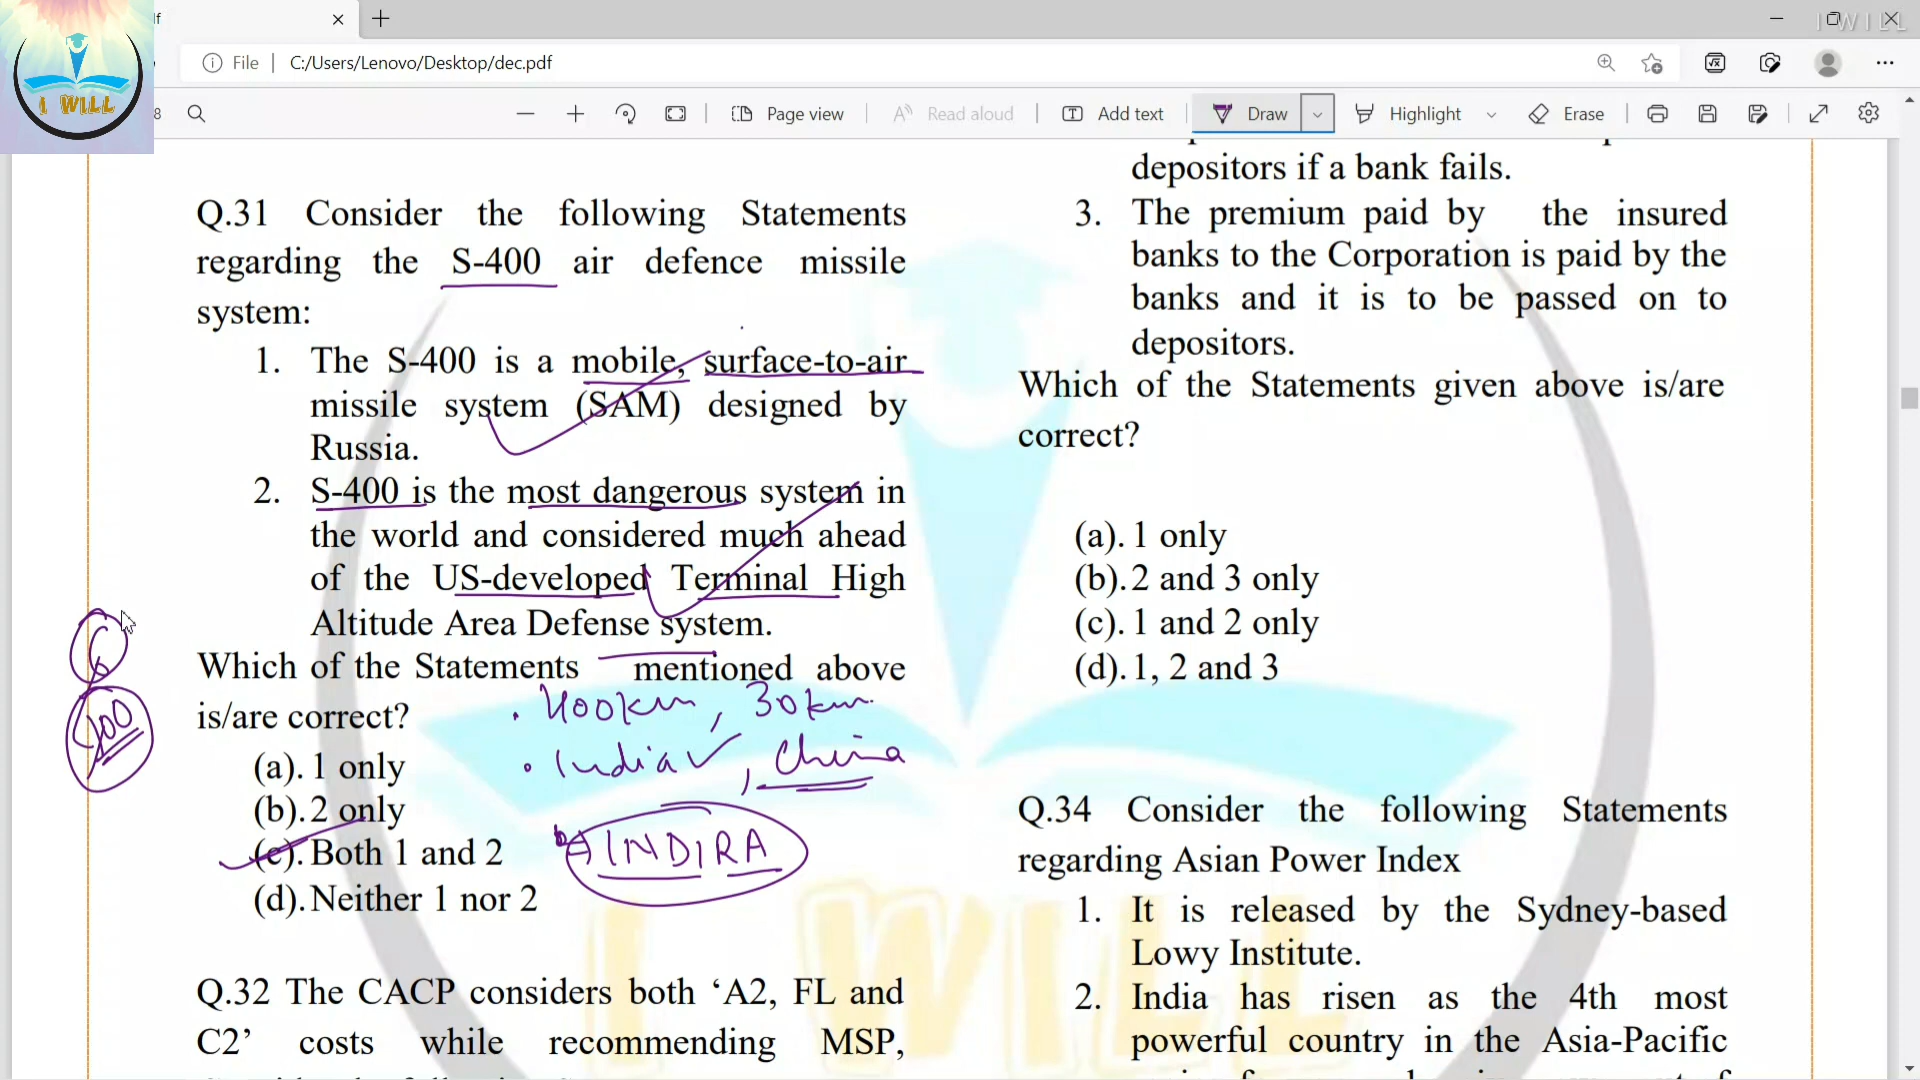 I WILL
df
I W I L L
File
C:/Users/Lenovo/Desktop/dec.pdf
8
Page view
Read aloud
Add text
Draw
Highlight
Erase
Q.31 Consider the following Statements
regarding the S-400 air defence missile
system:
1. The S-400 is a mobile, surface-to-air
missile system (SAM) designed by
Russia.
2. S-400 is the most dangerous system in
the world and considered much ahead
of the US-developed Terminal High
Altitude Area Defense system.
Which of the Statements mentioned above
is/are correct?
400km, 30km
India, China
INDRA
(a). 1 only
(b). 2 only
(c). Both 1 and 2
(d). Neither 1 nor 2
Q.32 The CACP considers both ‘A2, FL and
C2’ costs while recommending MSP,
depositors if a bank fails.
3. The premium paid by the insured
banks to the Corporation is paid by the
banks and it is to be passed on to
depositors.
Which of the Statements given above is/are
correct?
(a). 1 only
(b). 2 and 3 only
(c). 1 and 2 only
(d). 1, 2 and 3
Q.34 Consider the following Statements
regarding Asian Power Index
1. It is released by the Sydney-based
Lowy Institute.
2. India has risen as the 4th most
powerful country in the Asia-Pacific
I WILL